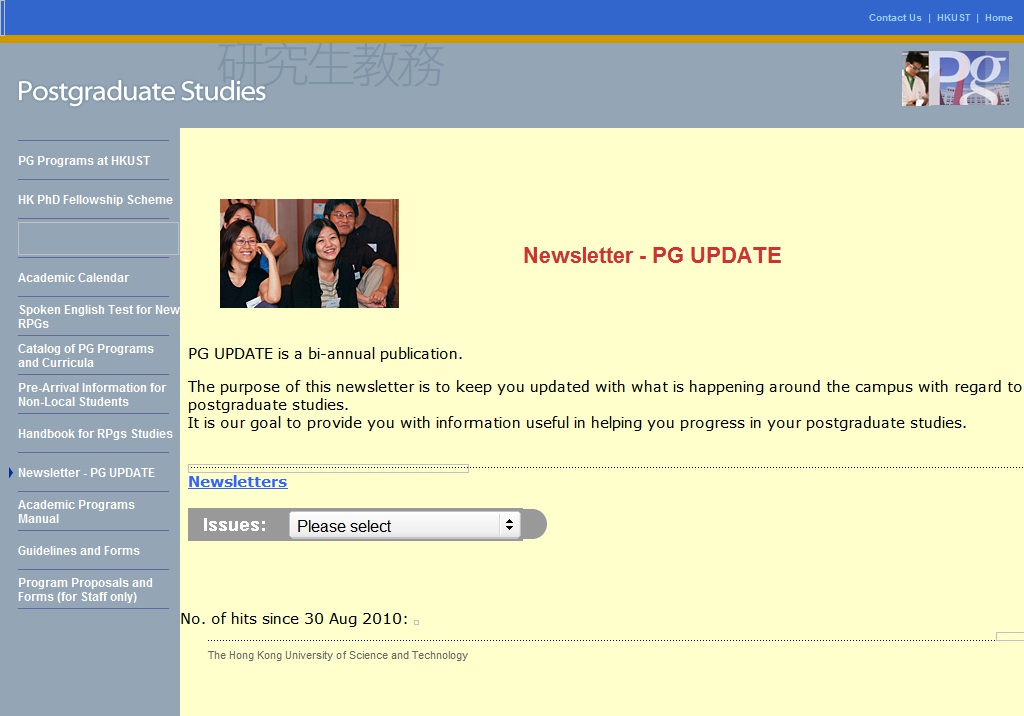 Contact Us | HKUST | Home
研究生教務
Postgraduate Studies
Pg
PG Programs at HKUST
HK PhD Fellowship Scheme
Academic Calendar
Spoken English Test for New
RPGs
Catalog of PG Programs
and Curricula
Pre-Arrival Information for
Non-Local Students
Handbook for RPgs Studies
Newsletter - PG UPDATE
Academic Programs
Manual
Guidelines and Forms
Program Proposals and
Forms (for Staff only)
Newsletter - PG UPDATE
PG UPDATE is a bi-annual publication.
The purpose of this newsletter is to keep you updated with what is happening around the campus with regard to
postgraduate studies.
It is our goal to provide you with information useful in helping you progress in your postgraduate studies.
Newsletters
Issues: Please select
No. of hits since 30 Aug 2010:
The Hong Kong University of Science and Technology